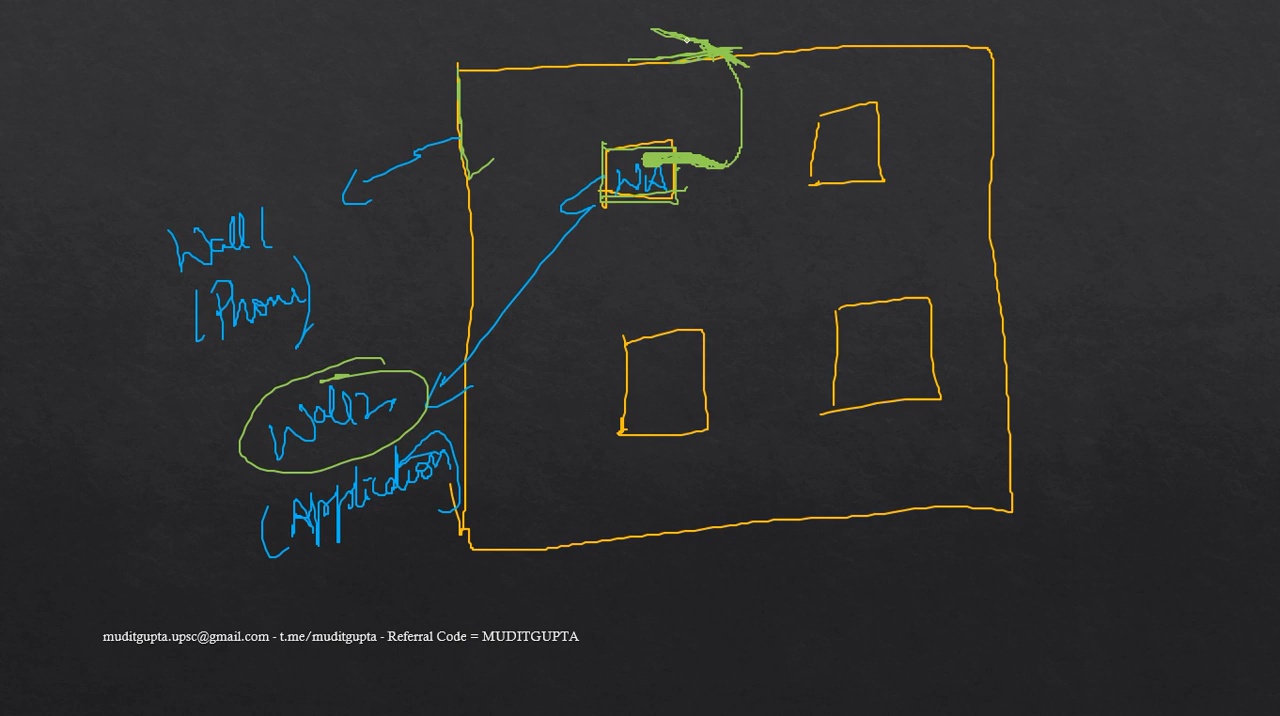 Wall 1
(Phone)
WA
Wall 2
(Application)
muditgupta.upsc@gmail.com - t.me/muditgupta - Referral Code = MUDITGUPTA